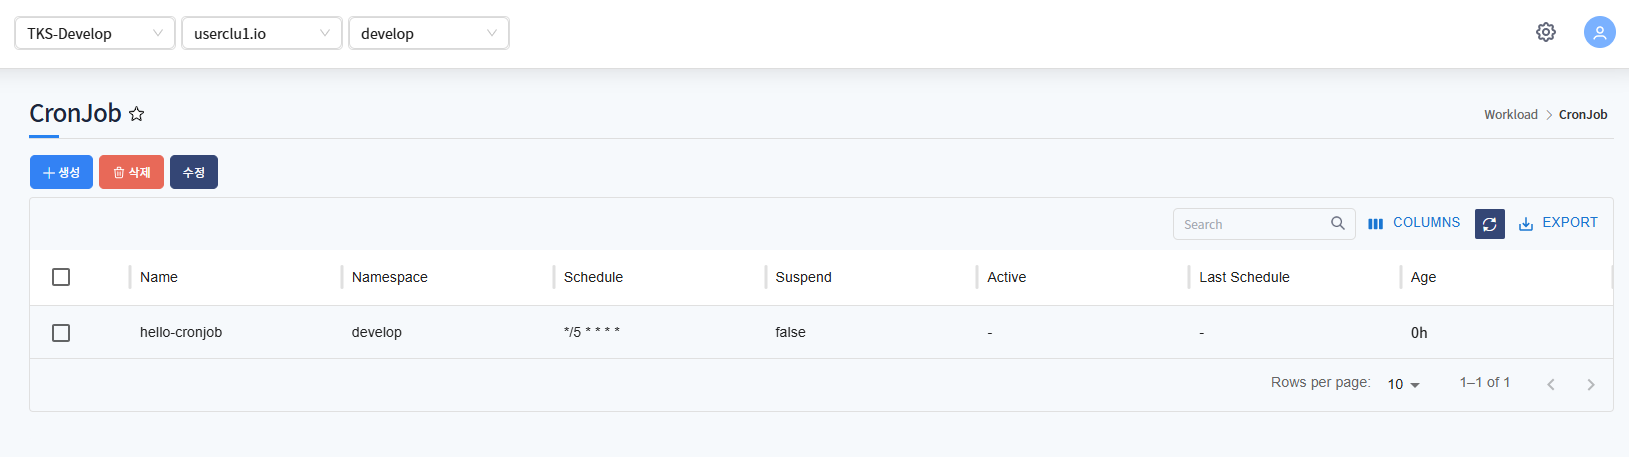 TKS-Develop userclu1.io develop
CronJob
Workload > CronJob
생성 삭제 수정
Search COLUMNS EXPORT
Name Namespace Schedule Suspend Active Last Schedule Age
hello-cronjob develop */5 * * * * false - - 0h
Rows per page: 10 1–1 of 1